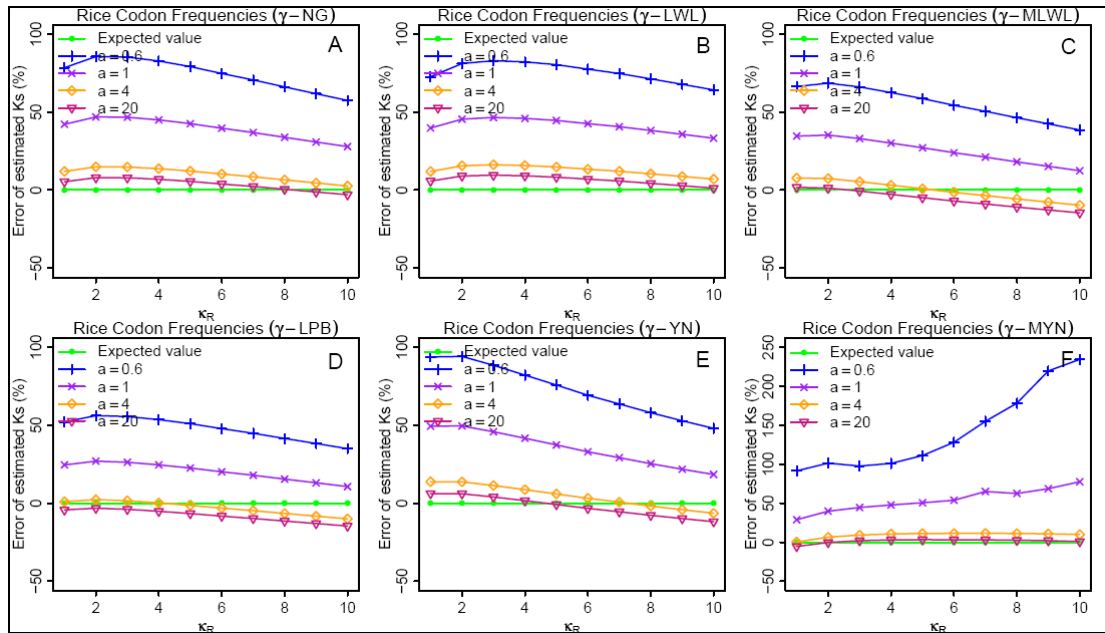 Rice Codon Frequencies (γ−NG)
Error of estimated Ks (%)
100
50
0
−50
A
Expected value
a = 0.6
a = 1
a = 4
a = 20
2 4 6 8 10
κR
Rice Codon Frequencies (γ−LWL)
Error of estimated Ks (%)
100
50
0
−50
B
Expected value
a = 0.6
a = 1
a = 4
a = 20
2 4 6 8 10
κR
Rice Codon Frequencies (γ−MLWL)
Error of estimated Ks (%)
100
50
0
−50
C
Expected value
a = 0.6
a = 1
a = 4
a = 20
2 4 6 8 10
κR
Rice Codon Frequencies (γ−LPB)
Error of estimated Ks (%)
100
50
0
−50
D
Expected value
a = 0.6
a = 1
a = 4
a = 20
2 4 6 8 10
κR
Rice Codon Frequencies (γ−YN)
Error of estimated Ks (%)
100
50
0
−50
E
Expected value
a = 0.6
a = 1
a = 4
a = 20
2 4 6 8 10
κR
Rice Codon Frequencies (γ−MYN)
Error of estimated Ks (%)
250
200
150
100
50
0
−50
F
Expected value
a = 0.6
a = 1
a = 4
a = 20
2 4 6 8 10
κR